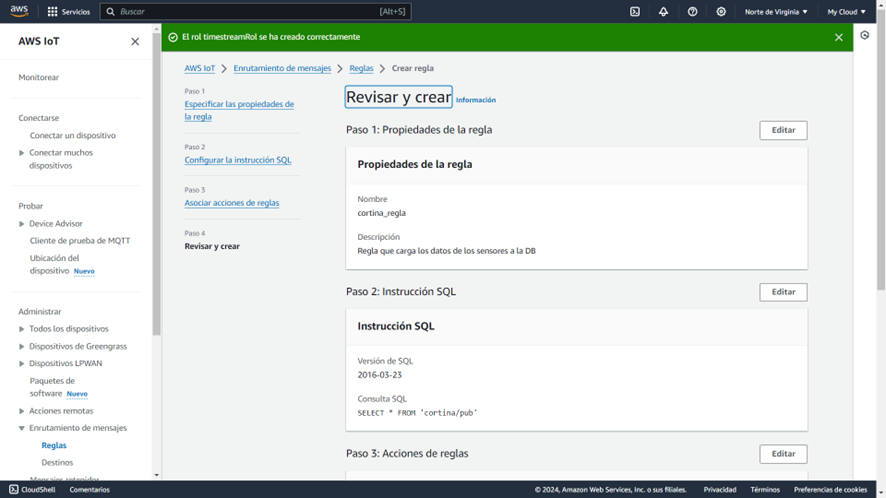 aws
Servicios
Buscar
[Alt+S]
Norte de Virginia
My Cloud
AWS IoT
Monitorear
Conectarse
Conectar un dispositivo
Conectar muchos
dispositivos
Probar
Device Advisor
Cliente de prueba de MQTT
Ubicación del
dispositivo Nuevo
Administrar
Todos los dispositivos
Dispositivos de Greengrass
Dispositivos LPWAN
Paquetes de
software Nuevo
Acciones remotas
Enrutamiento de mensajes
Reglas
Destinos
Mensajes retenidos
El rol timestreamRol se ha creado correctamente
AWS IoT > Enrutamiento de mensajes > Reglas > Crear regla
Paso 1
Especificar las propiedades de
la regla
Paso 2
Configurar la instrucción SQL
Paso 3
Asociar acciones de reglas
Paso 4
Revisar y crear
Revisar y crear Información
Paso 1: Propiedades de la regla
Editar
Propiedades de la regla
Nombre
cortina_regla
Descripción
Regla que carga los datos de los sensores a la DB
Paso 2: Instrucción SQL
Editar
Instrucción SQL
Versión de SQL
2016-03-23
Consulta SQL
SELECT * FROM 'cortina/pub'
Paso 3: Acciones de reglas
Editar
CloudShell
Comentarios
© 2024, Amazon Web Services, Inc. o sus filiales.
Privacidad
Términos
Preferencias de cookies